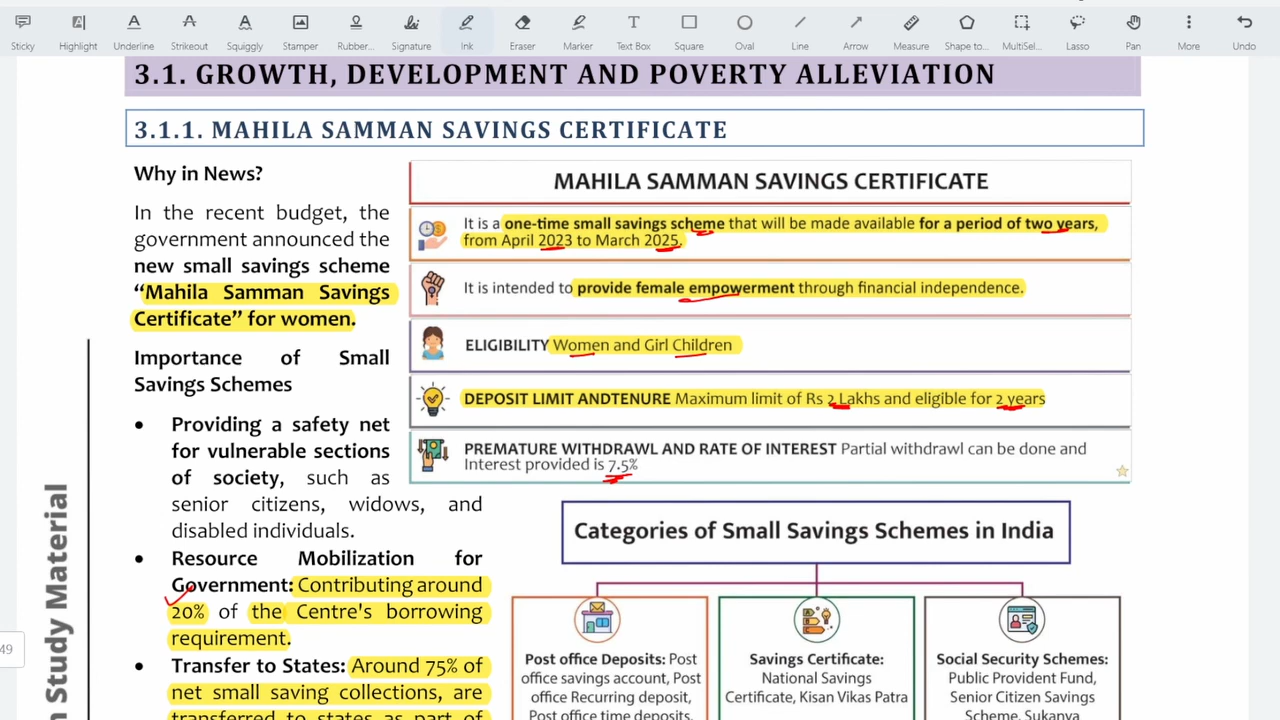 Sticky
Highlight
Underline
Strikeout
Squiggly
Stamper
Rubber...
Signature
Ink
Eraser
Marker
Text Box
Square
Oval
Line
Arrow
Measure
Shape to...
MultiSel...
Lasso
Pan
More
Undo
3.1. GROWTH, DEVELOPMENT AND POVERTY ALLEVIATION
3.1.1. MAHILA SAMMAN SAVINGS CERTIFICATE
Why in News?
In the recent budget, the
government announced the
new small savings scheme
“Mahila Samman Savings
Certificate” for women.
Importance of Small
Savings Schemes
• Providing a safety net
for vulnerable sections
of society, such as
senior citizens, widows, and
disabled individuals.
• Resource Mobilization for
Government: Contributing around
20% of the Centre's borrowing
requirement.
• Transfer to States: Around 75% of
net small saving collections, are
transferred to states as part of
MAHILA SAMMAN SAVINGS CERTIFICATE
It is a one-time small savings scheme that will be made available for a period of two years,
from April 2023 to March 2025.
It is intended to provide female empowerment through financial independence.
ELIGIBILITY Women and Girl Children
DEPOSIT LIMIT ANDTENURE Maximum limit of Rs 2 Lakhs and eligible for 2 years
PREMATURE WITHDRAWL AND RATE OF INTEREST Partial withdrawl can be done and
Interest provided is 7.5%
Categories of Small Savings Schemes in India
Post office Deposits: Post
office savings account, Post
office Recurring deposit,
Post office time deposits,
Savings Certificate:
National Savings
Certificate, Kisan Vikas Patra
Social Security Schemes:
Public Provident Fund,
Senior Citizen Savings
Scheme, Sukanya
49
Study Material